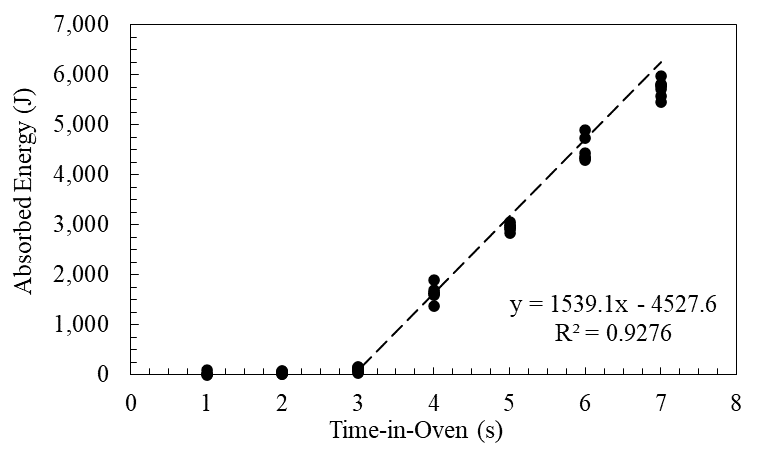 7,000
6,000
5,000
4,000
3,000
2,000
1,000
0
Absorbed Energy (J)
y = 1539.1x - 4527.6
R² = 0.9276
0 1 2 3 4 5 6 7 8
Time-in-Oven (s)